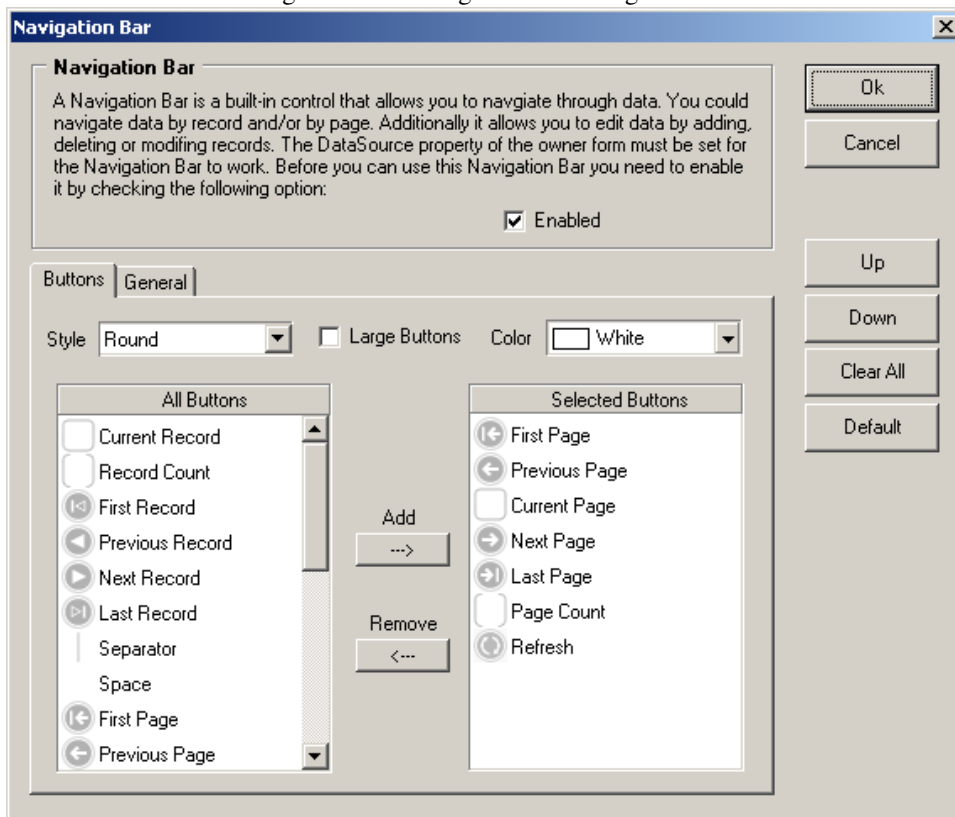 Navigation Bar
Navigation Bar
A Navigation Bar is a built-in control that allows you to navgiate through data. You could
navigate data by record and/or by page. Additionally it allows you to edit data by adding,
deleting or modifing records. The DataSource property of the owner form must be set for
the Navigation Bar to work. Before you can use this Navigation Bar you need to enable
it by checking the following option:
Enabled
Ok
Cancel
Up
Down
Clear All
Default
Buttons
General
Style Round Large Buttons Color White
All Buttons
Current Record
Record Count
First Record
Previous Record
Next Record
Last Record
Separator
Space
First Page
Previous Page
Add
--->
Remove
<---
Selected Buttons
First Page
Previous Page
Current Page
Next Page
Last Page
Page Count
Refresh